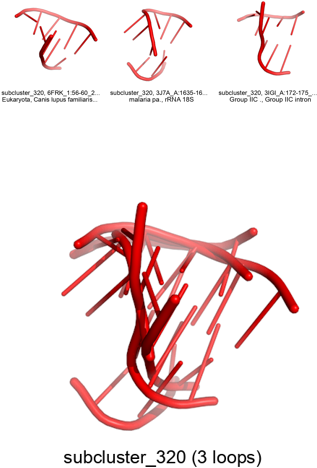 subcluster_320, 6FRK_1:56-60_2...
Eukaryota, Canis lupus familiaris...
subcluster_320, 3J7A_A:1635-16...
malaria pa., rRNA 18S
subcluster_320, 3IGI_A:172-175_...
Group IIC ., Group IIC intron
subcluster_320 (3 loops)